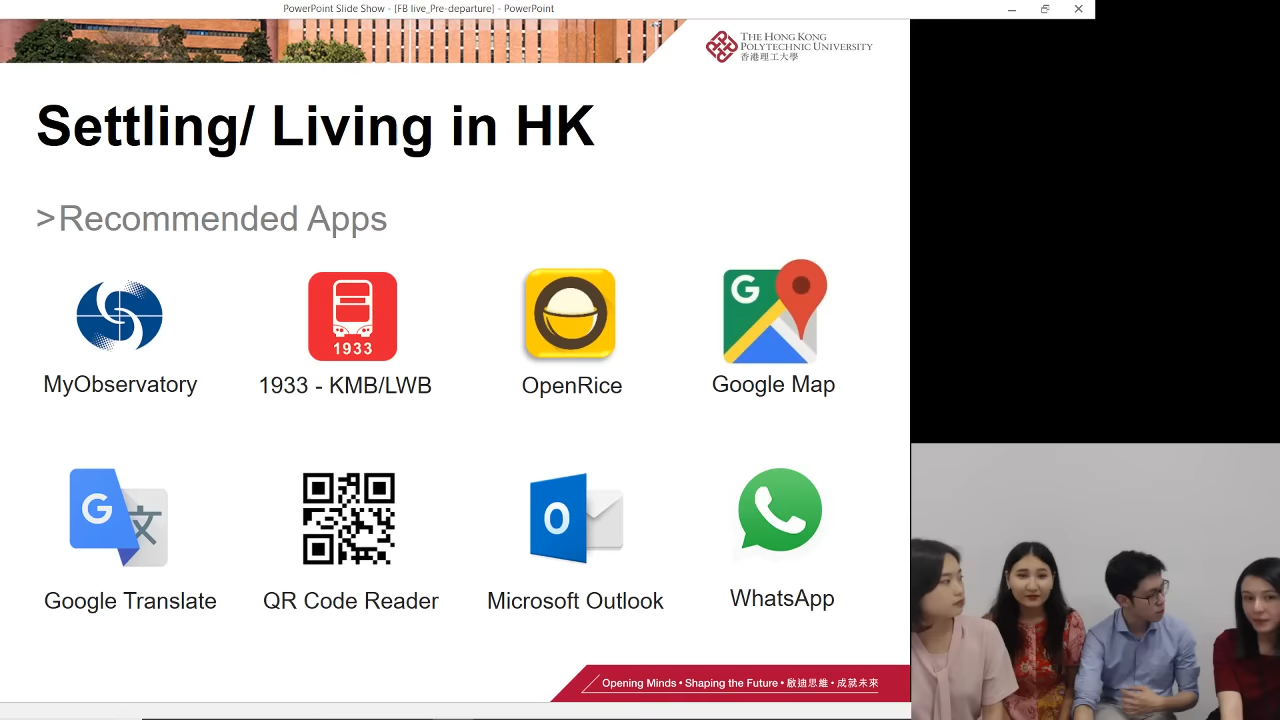 PowerPoint Slide Show - [FB live_Pre-departure] - PowerPoint
THE HONG KONG
POLYTECHNIC UNIVERSITY
香港理工大學
Settling/ Living in HK
>Recommended Apps
1933
G
MyObservatory
1933 - KMB/LWB
OpenRice
Google Map
G
文
O
Google Translate
QR Code Reader
Microsoft Outlook
WhatsApp
Opening Minds • Shaping the Future • 啟迪思維 • 成就未來